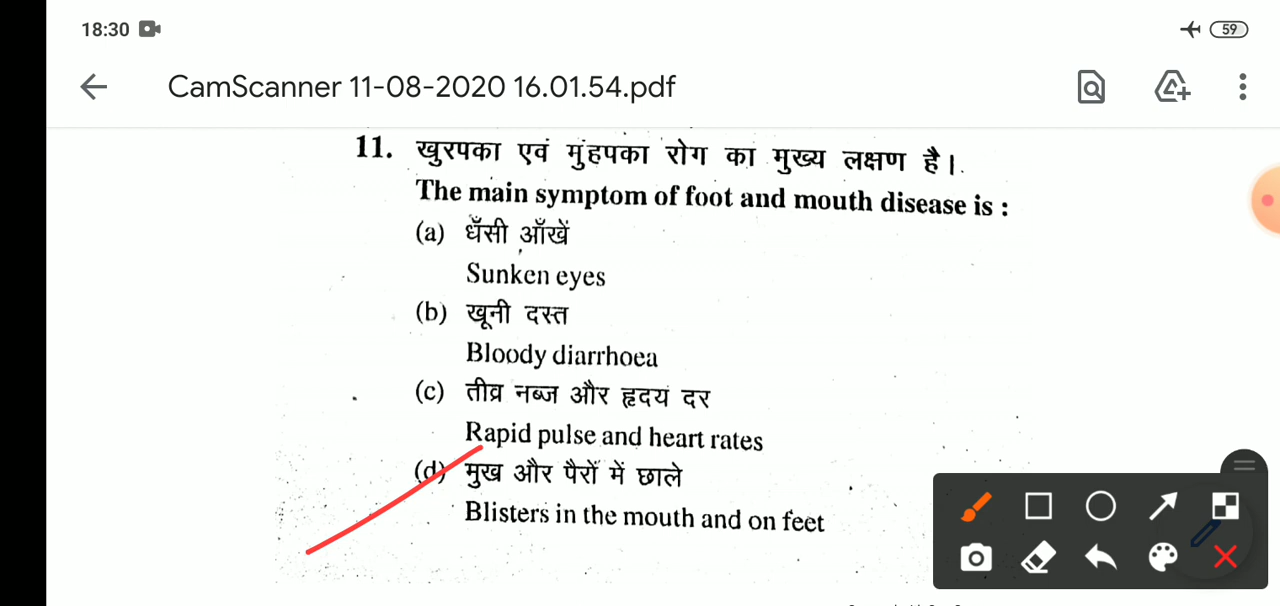 18:30
59
CamScanner 11-08-2020 16.01.54.pdf
11. खुरपका एवं मुंहपका रोग का मुख्य लक्षण है।
The main symptom of foot and mouth disease is :
(a) धँसी आँखें
Sunken eyes
(b) खूनी दस्त
Bloody diarrhoea
(c) तीव्र नब्ज और हृदय दर
Rapid pulse and heart rates
(d) मुख और पैरों में छाले
Blisters in the mouth and on feet